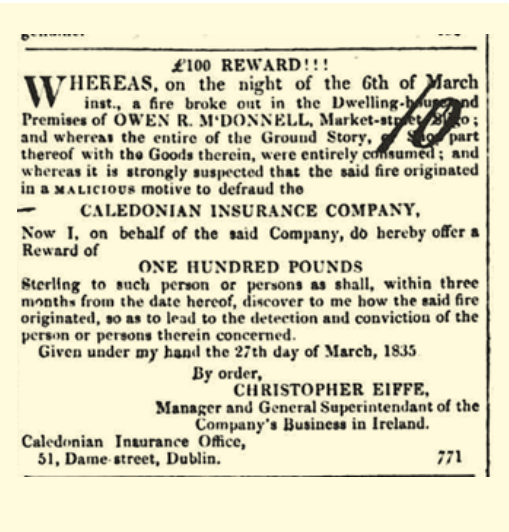 £100 REWARD!!!
WHEREAS, on the night of the 6th of March
inst., a fire broke out in the Dwelling-house and
Premises of OWEN R. M'DONNELL, Market-street, Sligo;
and whereas the entire of the Ground Story, or Shop part
thereof with the Goods therein, were entirely consumed; and
whereas it is strongly suspected that the said fire originated
in a MALICIOUS motive to defraud the
CALEDONIAN INSURANCE COMPANY,
Now I, on behalf of the said Company, do hereby offer a
Reward of
ONE HUNDRED POUNDS
Sterling to such person or persons as shall, within three
months from the date hereof, discover to me how the said fire
originated, so as to lead to the detection and conviction of the
person or persons therein concerned.
Given under my hand the 27th day of March, 1835
By order,
CHRISTOPHER EIFFE,
Manager and General Superintendant of the
Company's Business in Ireland.
Caledonian Insurance Office,
51, Dame-street, Dublin. 771